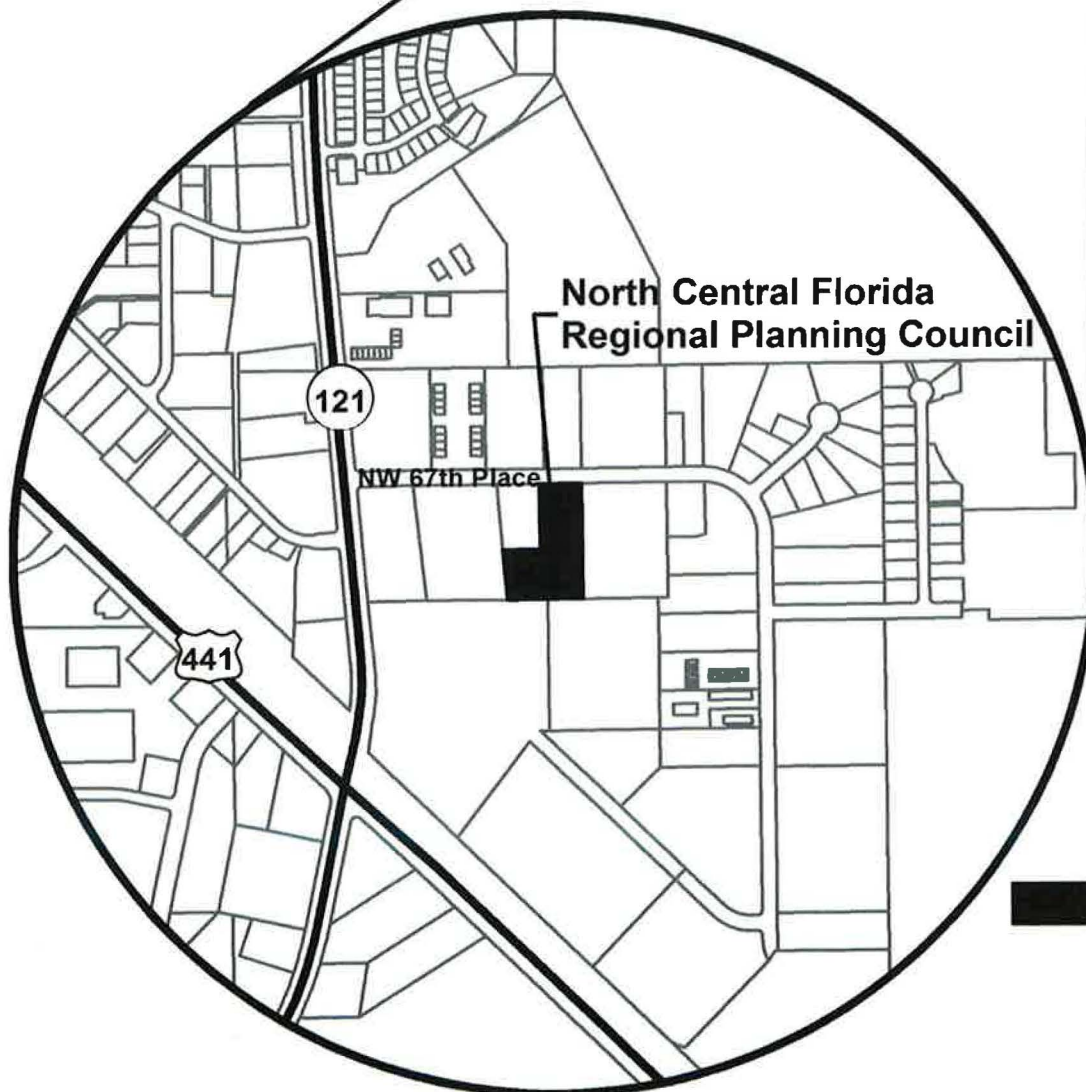 North Central Florida
Regional Planning Council
121
NW 67th Place
441